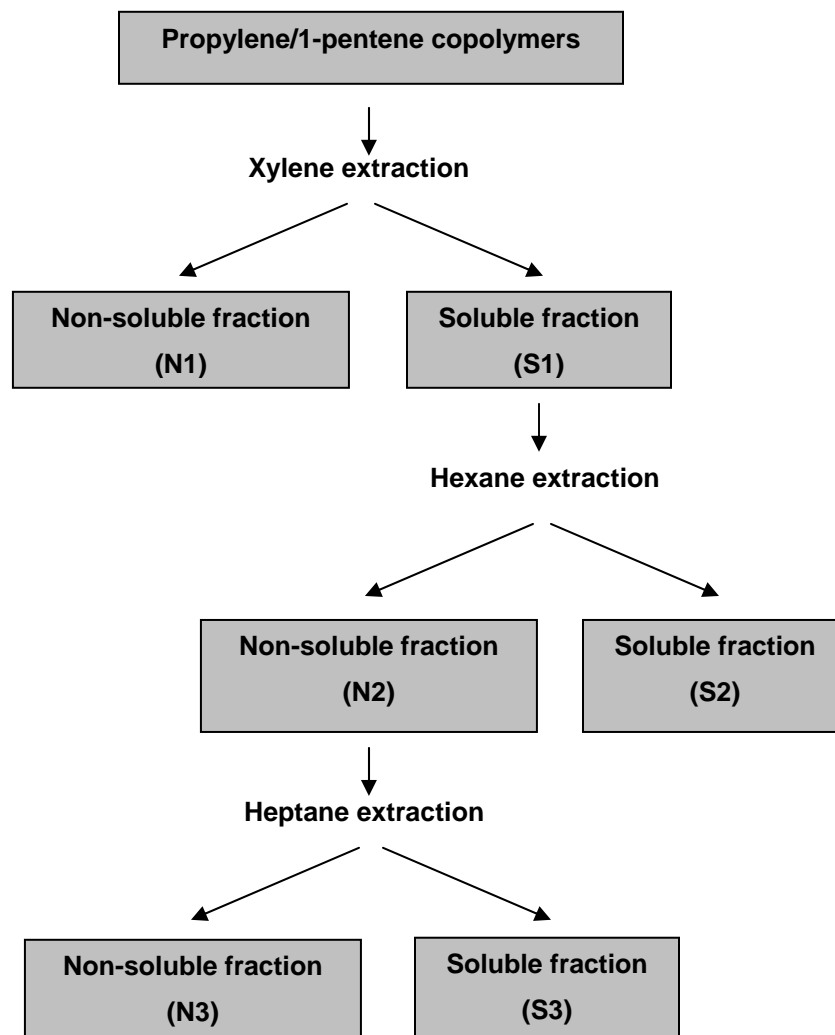 Propylene/1-pentene copolymers
Xylene extraction
Non-soluble fraction
(N1)
Soluble fraction
(S1)
Hexane extraction
Non-soluble fraction
(N2)
Soluble fraction
(S2)
Heptane extraction
Non-soluble fraction
(N3)
Soluble fraction
(S3)